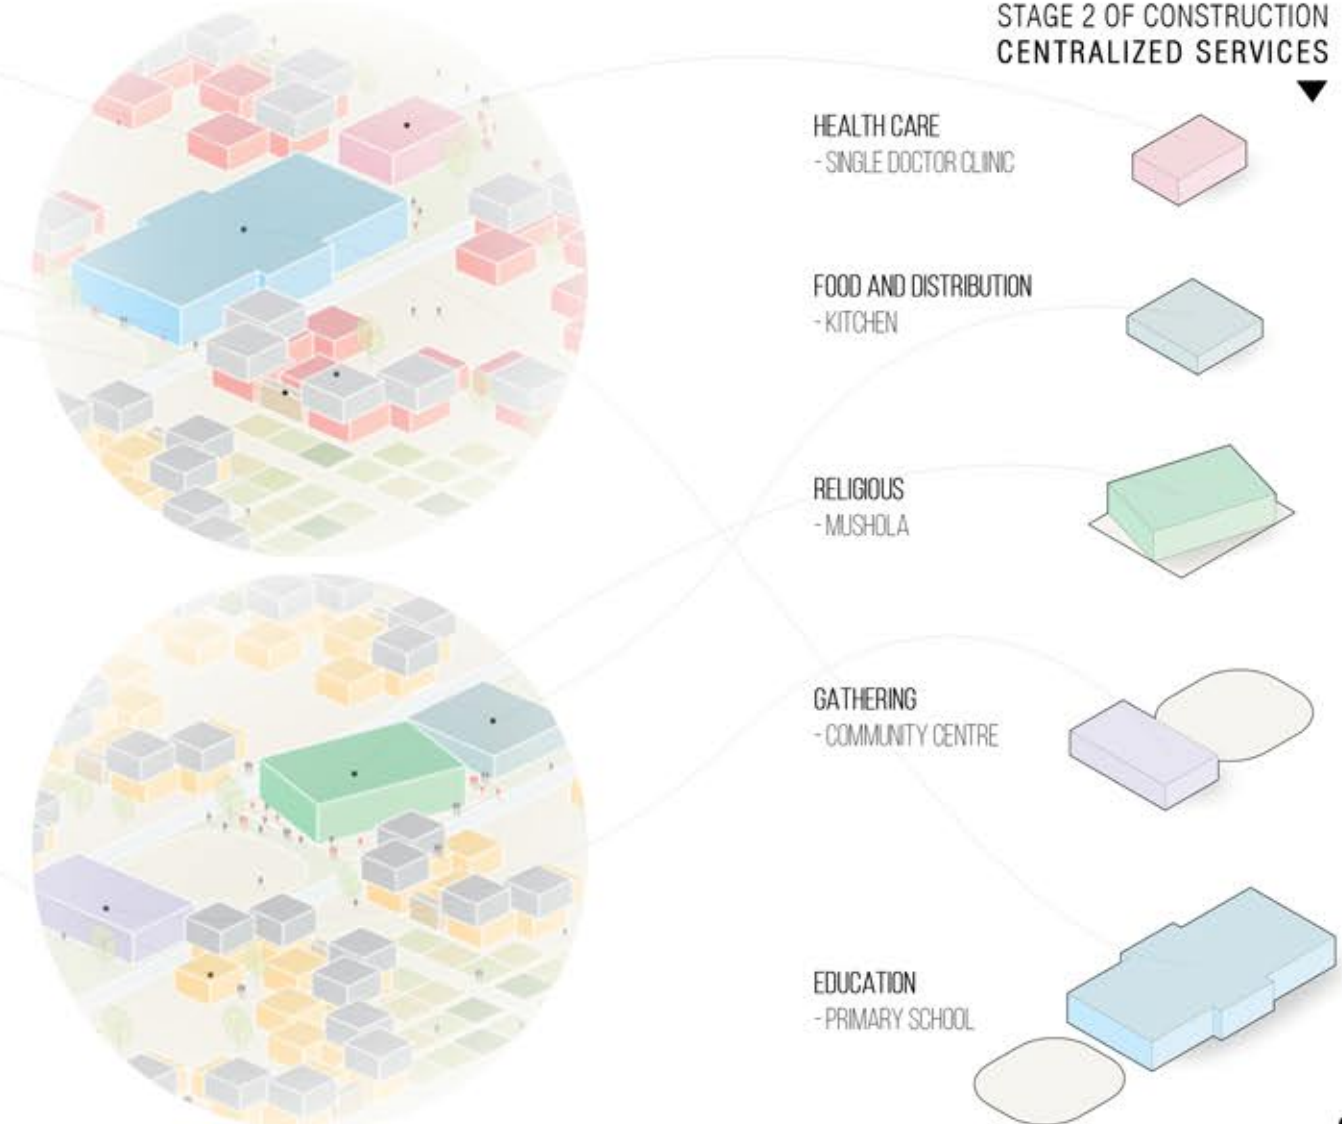 STAGE 2 OF CONSTRUCTION
CENTRALIZED SERVICES
HEALTH CARE
- SINGLE DOCTOR CLIINIC
FOOD AND DISTRIBUTION
- KITCHEN
RELIGIOUS
- MUSHOLA
GATHERING
- COMMUNITY CENTRE
EDUCATION
- PRIMARY SCHOOL